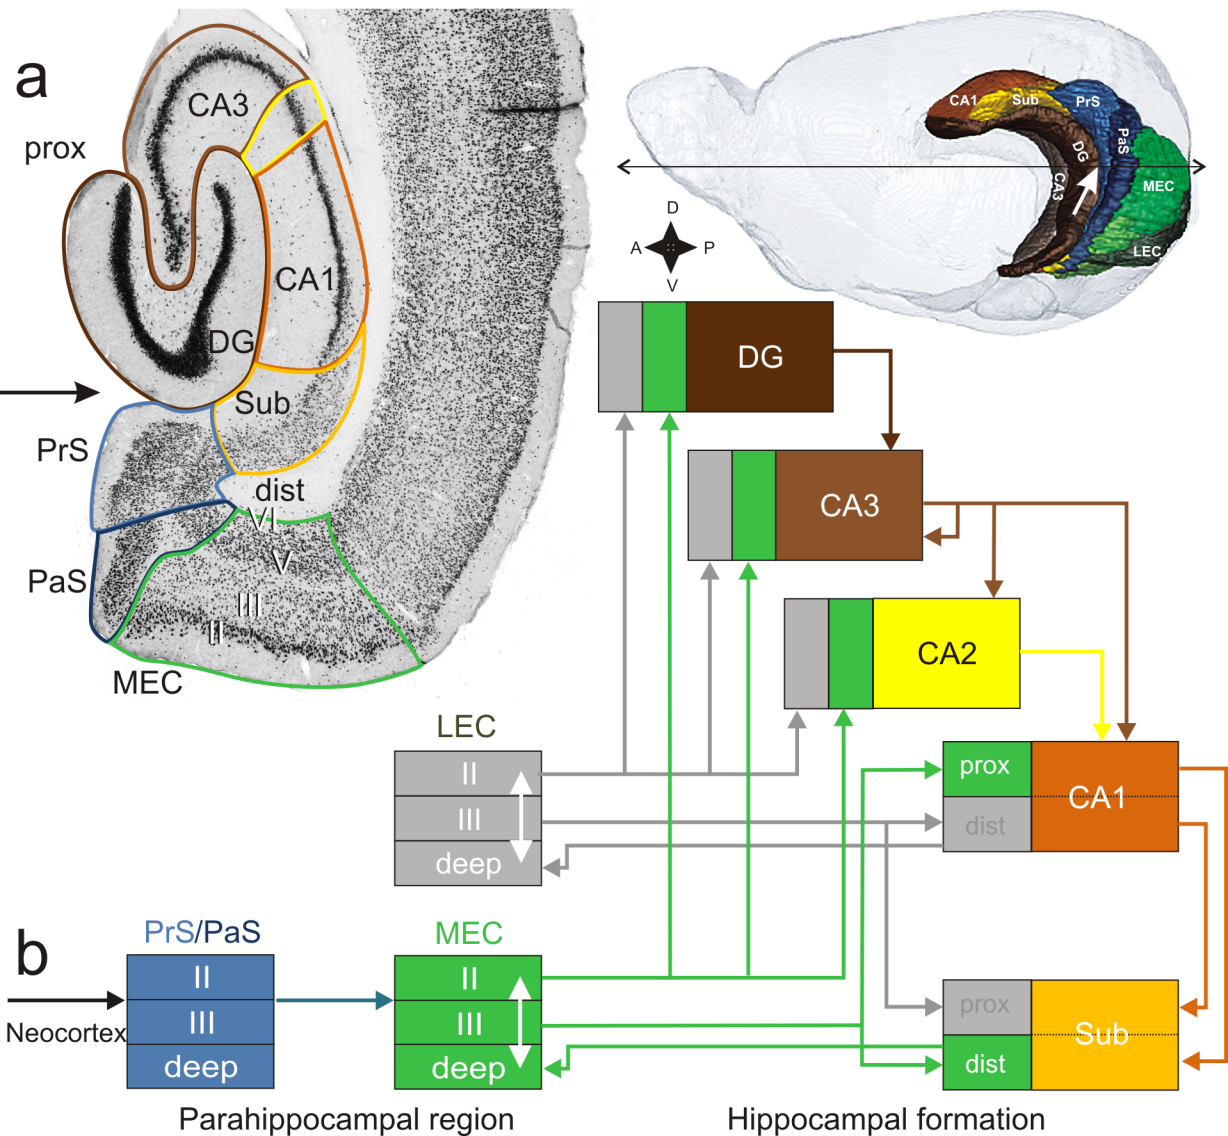 a
prox
CA3
CA1
DG
Sub
PrS
dist
VI
V
PaS
III
II
MEC
CA1
Sub
PrS
PaS
DG
CA3
MEC
LEC
D
A
P
V
DG
CA3
CA2
LEC
II
III
deep
prox
CA1
dist
b
PrS/PaS
II
III
deep
Neocortex
MEC
II
III
deep
prox
Sub
dist
Parahippocampal region
Hippocampal formation